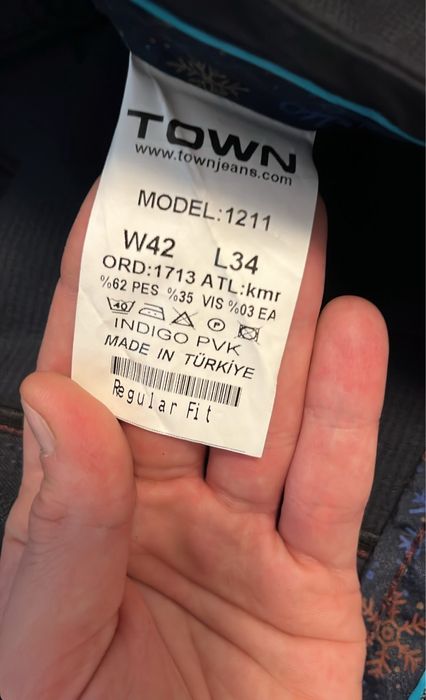 TOWN
www.townjeans.com
MODEL:1211
W42 L34
ORD:1713 ATL:kmr
%62 PES %35 VIS %03 EA
40 P
INDIGO PVK
MADE IN TÜRKİYE
Regular Fit